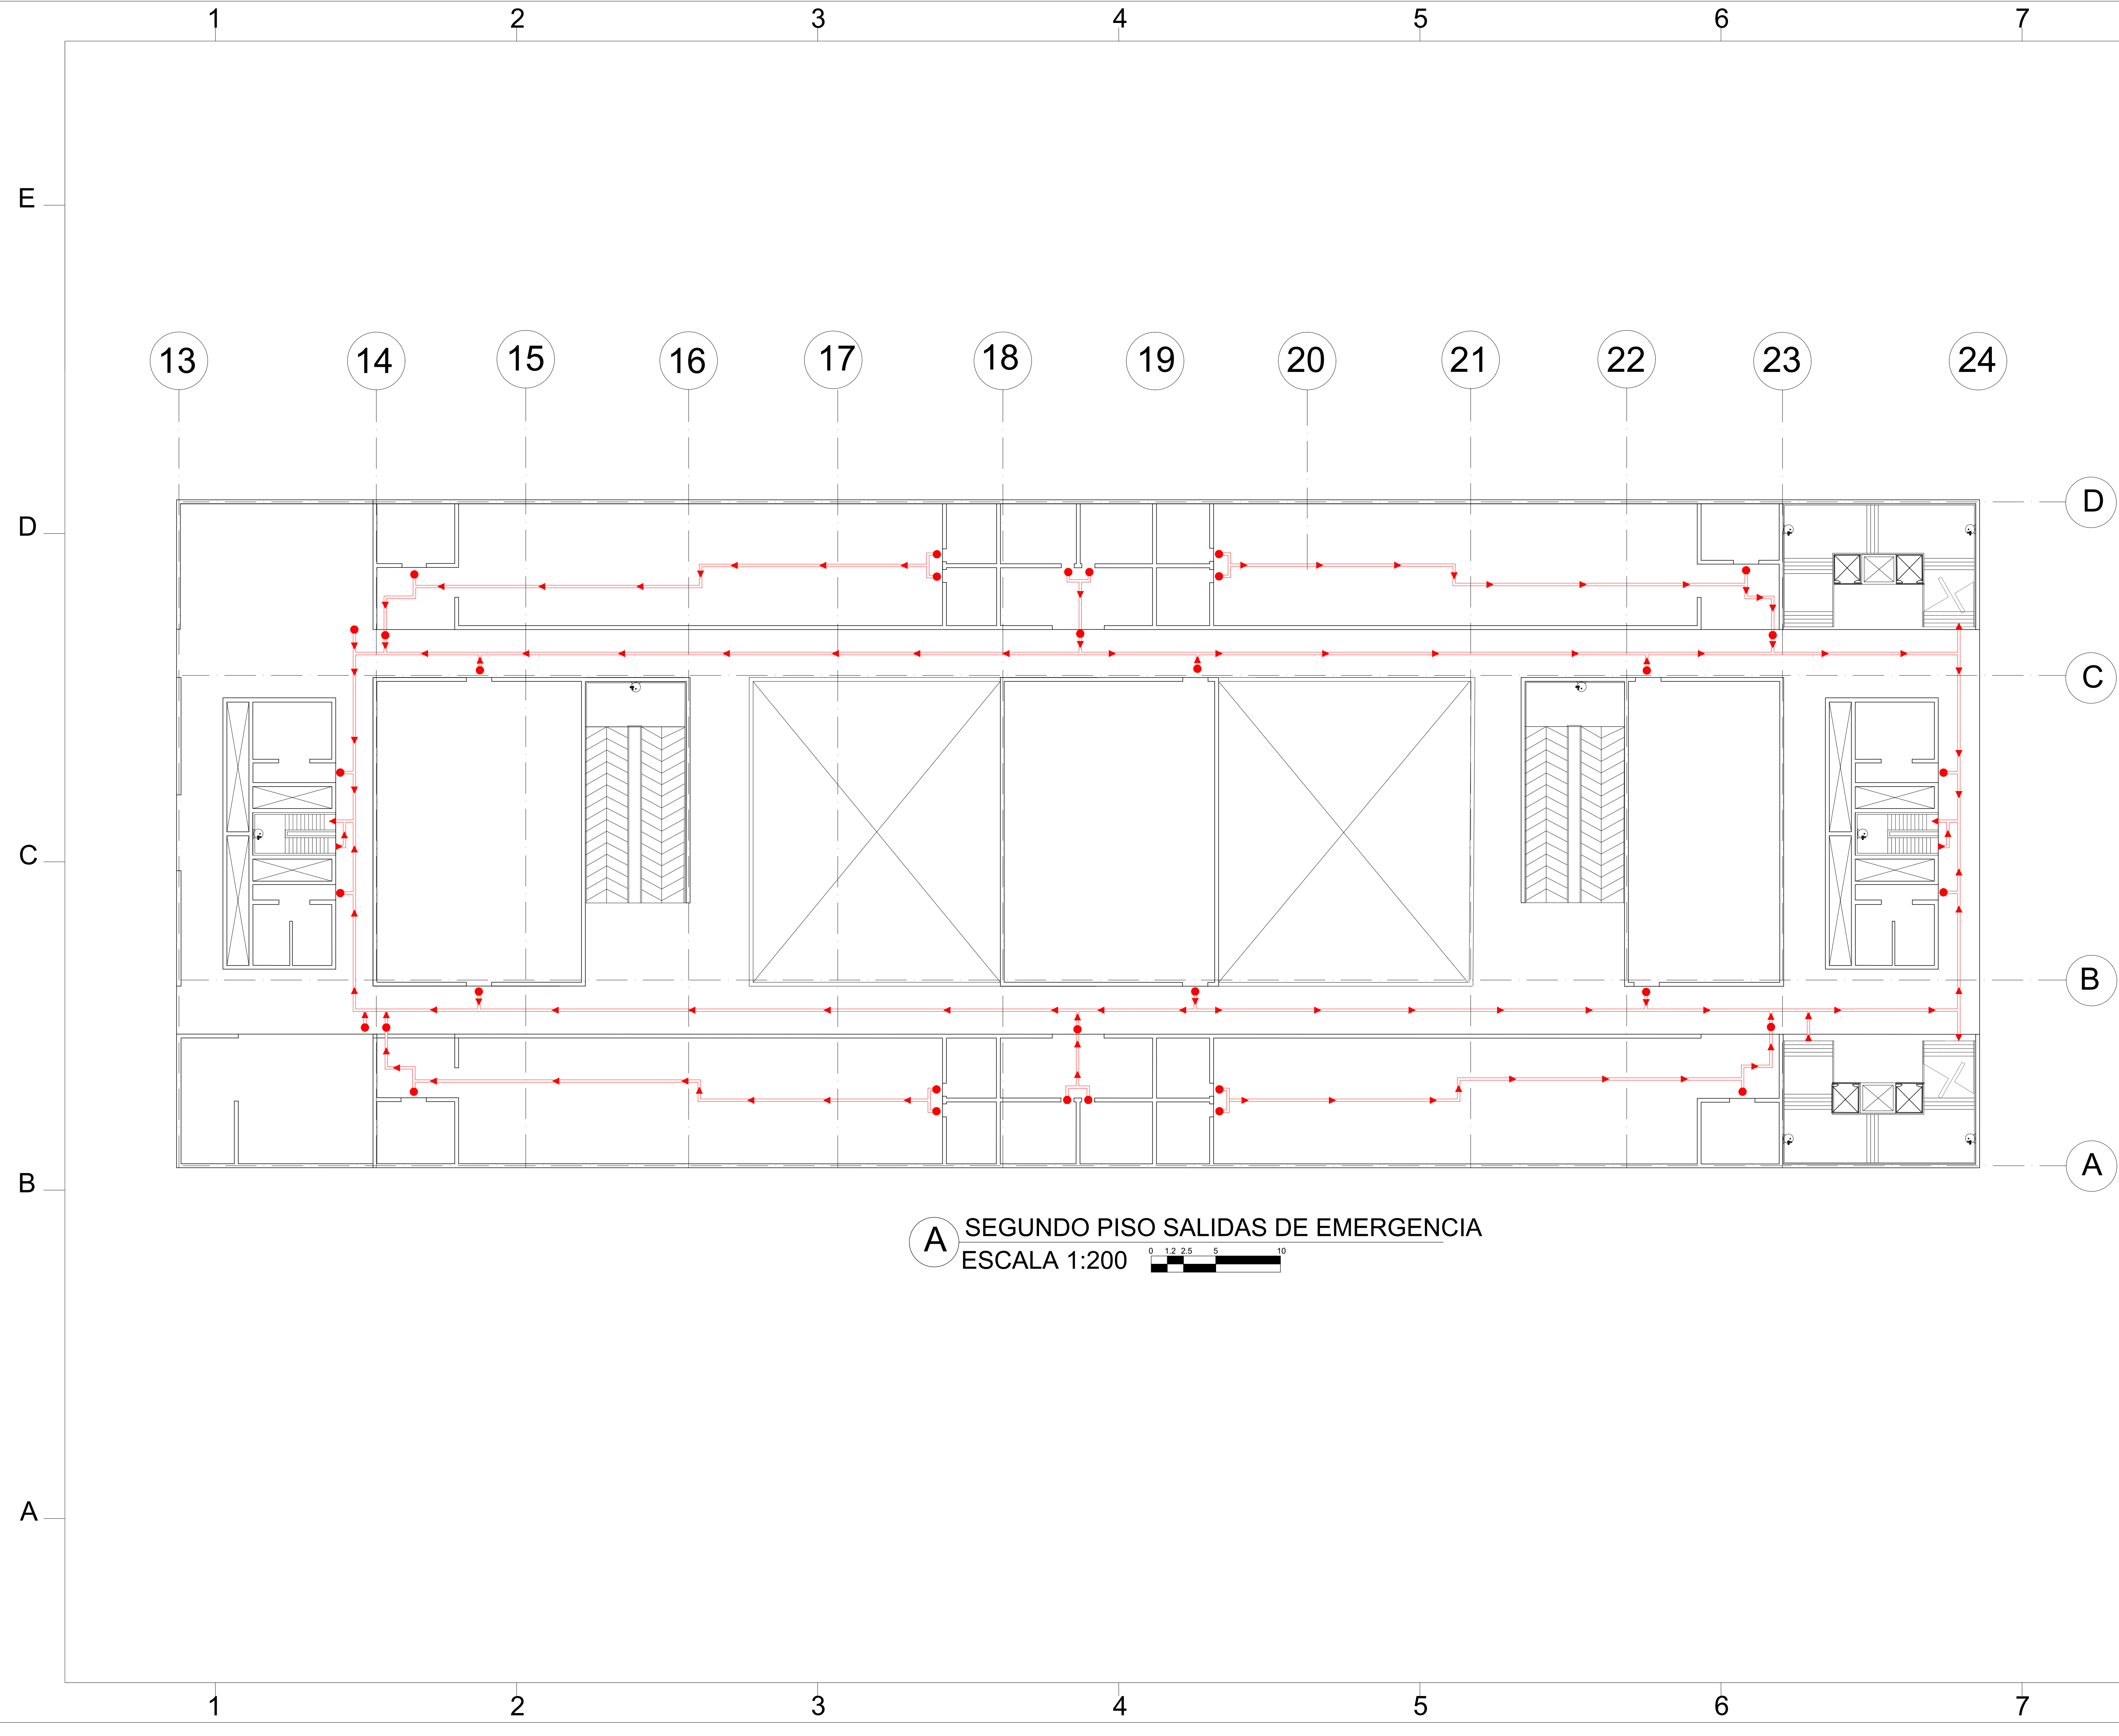 1 2 3 4 5 6 7
E
13 14 15 16 17 18 19 20 21 22 23 24
D D
C
C
B
B A
A SEGUNDO PISO SALIDAS DE EMERGENCIA
ESCALA 1:200 0 1.2 2.5 5 10
A
1 2 3 4 5 6 7